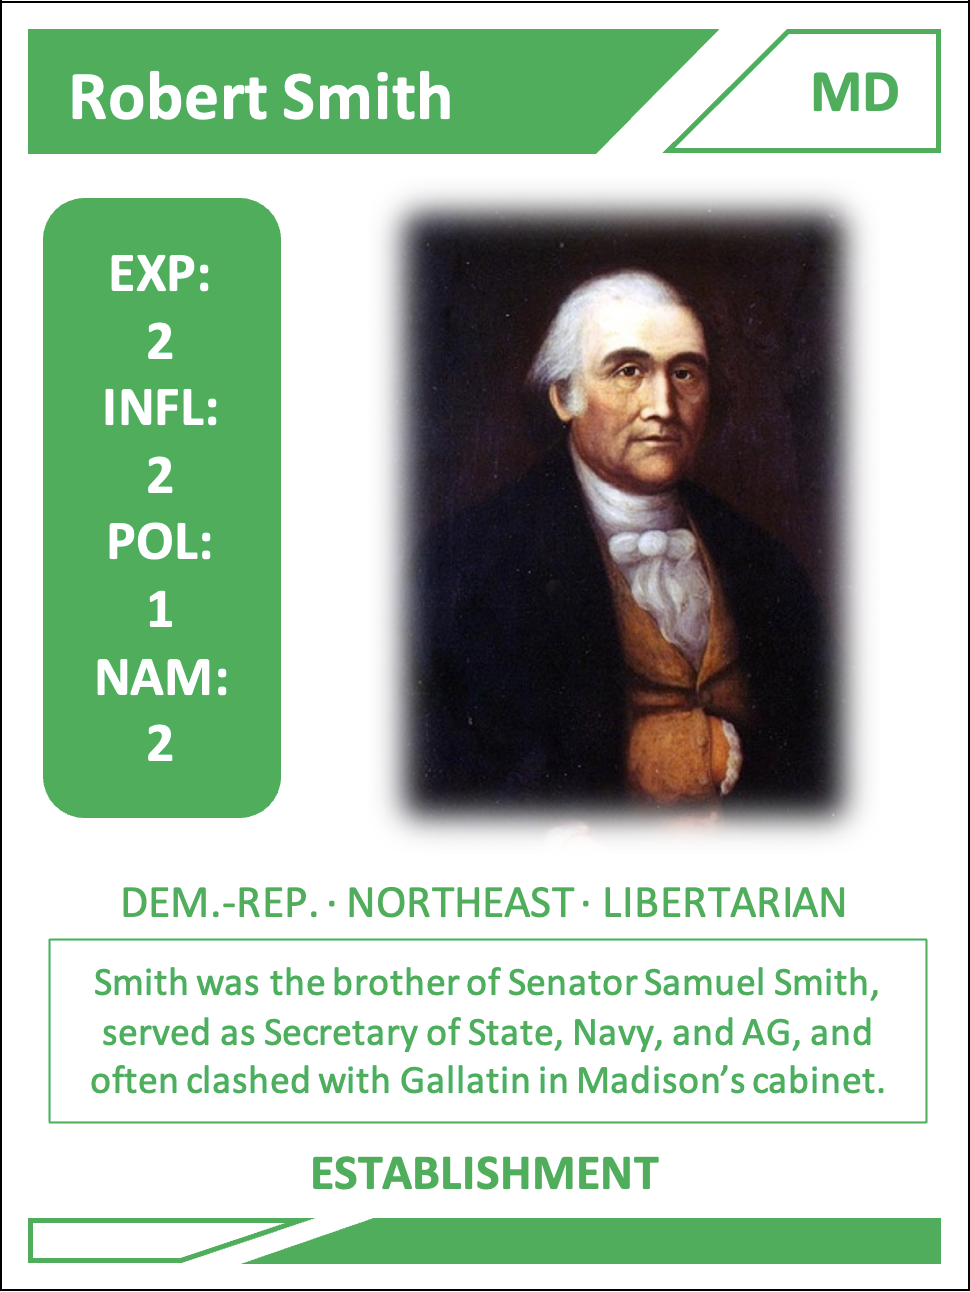 Robert Smith
MD
EXP:
2
INFL:
2
POL:
1
NAM:
2
DEM.-REP. · NORTHEAST · LIBERTARIAN
Smith was the brother of Senator Samuel Smith,
served as Secretary of State, Navy, and AG, and
often clashed with Gallatin in Madison’s cabinet.
ESTABLISHMENT